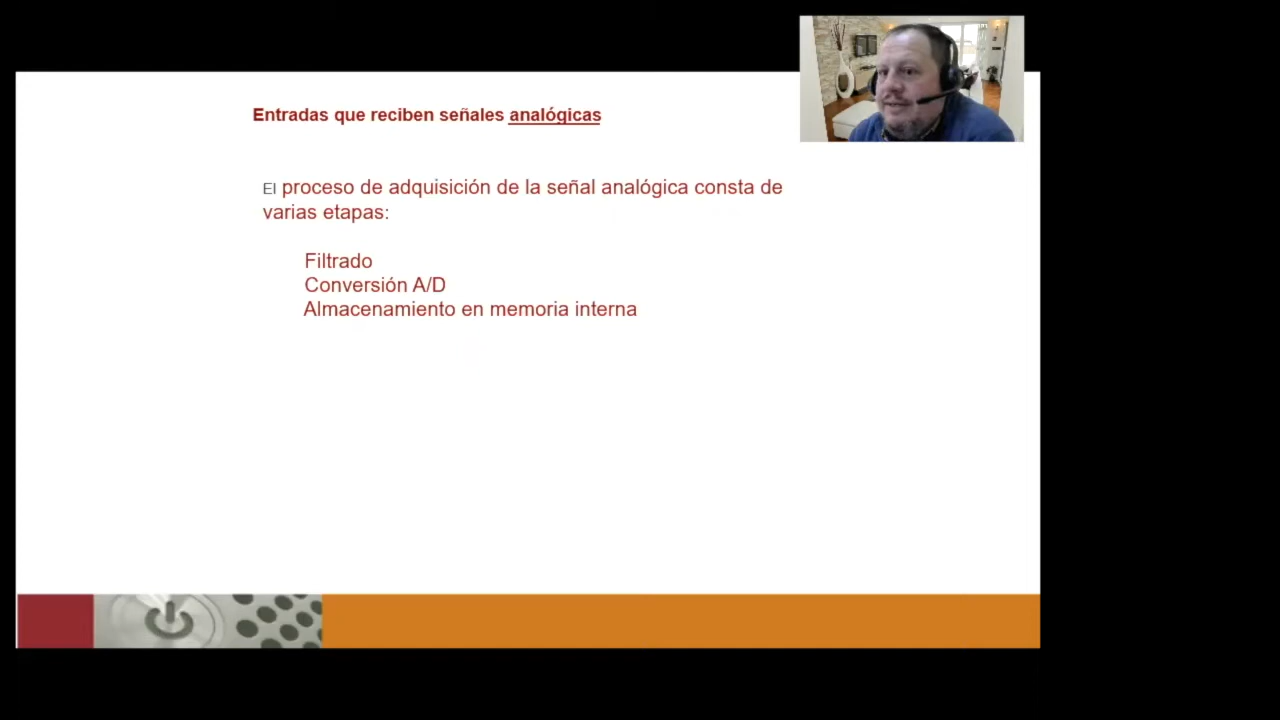 Entradas que reciben señales analógicas
El proceso de adquisición de la señal analógica consta de
varias etapas:
Filtrado
Conversión A/D
Almacenamiento en memoria interna